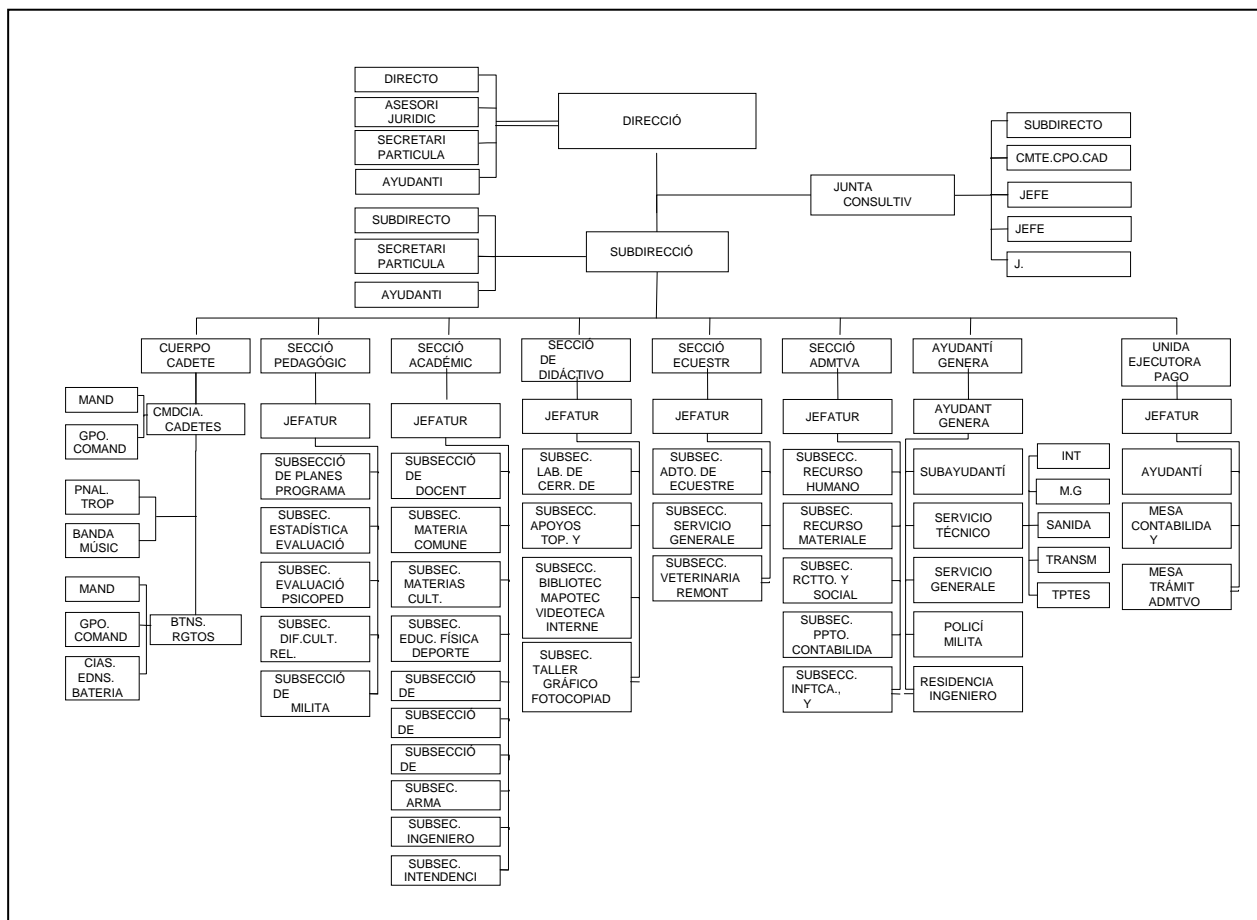 DIRECTO
ASESORI
JURIDIC
SECRETARI
PARTICULA
AYUDANTI
DIRECCIÓ
SUBDIRECTO
CMTE.CPO.CAD
JEFE
JEFE
J.
JUNTA
CONSULTIV
SUBDIRECTO
SECRETARI
PARTICULA
AYUDANTI
SUBDIRECCIÓ
CUERPO
CADETE
SECCIÓ
PEDAGÓGIC
SECCIÓ
ACADÉMIC
SECCIÓ
DE
DIDÁCTIVO
SECCIÓ
ECUESTR
SECCIÓ
ADMTVA
AYUDANTÍ
GENERA
UNIDA
EJECUTORA
PAGO
MAND
GPO.
COMAND
CMDCIA.
CADETES
PNAL.
TROP
BANDA
MÚSIC
MAND
GPO.
COMAND
CIAS.
EDNS.
BATERIA
BTNS.
RGTOS
JEFATUR
SUBSECCIÓ
DE PLANES
PROGRAMA
SUBSEC.
ESTADÍSTICA
EVALUACIÓ
SUBSEC.
EVALUACIÓ
PSICOPED
SUBSEC.
DIF.CULT.
REL.
SUBSECCIÓ
DE
MILITA
JEFATUR
SUBSECCIÓ
DE
DOCENT
SUBSEC.
MATERIA
COMUNE
SUBSEC.
MATERIAS
CULT.
SUBSEC.
EDUC. FÍSICA
DEPORTE
SUBSECCIÓ
DE
SUBSECCIÓ
DE
SUBSECCIÓ
DE
SUBSEC.
ARMA
SUBSEC.
INGENIERO
SUBSEC.
INTENDENCI
JEFATUR
SUBSEC.
LAB. DE
CERR. DE
SUBSECC.
APOYOS
TOP. Y
SUBSECC.
BIBLIOTEC
MAPOTEC
VIDEOTECA
INTERNE
SUBSEC.
TALLER
GRÁFICO
FOTOCOPIAD
JEFATUR
SUBSEC.
ADTO. DE
ECUESTRE
SUBSECC.
SERVICIO
GENERALE
SUBSECC.
VETERINARIA
REMONT
JEFATUR
SUBSECC.
RECURSO
HUMANO
SUBSEC.
RECURSO
MATERIALE
SUBSEC.
RCTTO. Y
SOCIAL
SUBSEC.
PPTO.
CONTABILIDA
SUBSECC.
INFTCA.,
Y
AYUDANT
GENERA
SUBAYUDANTÍ
SERVICIO
TÉCNICO
SERVICIO
GENERALE
POLICÍ
MILITA
RESIDENCIA
INGENIERO
INT
M.G
SANIDA
TRANSM
TPTES
JEFATUR
AYUDANTÍ
MESA
CONTABILIDA
Y
MESA
TRÁMIT
ADMTVO